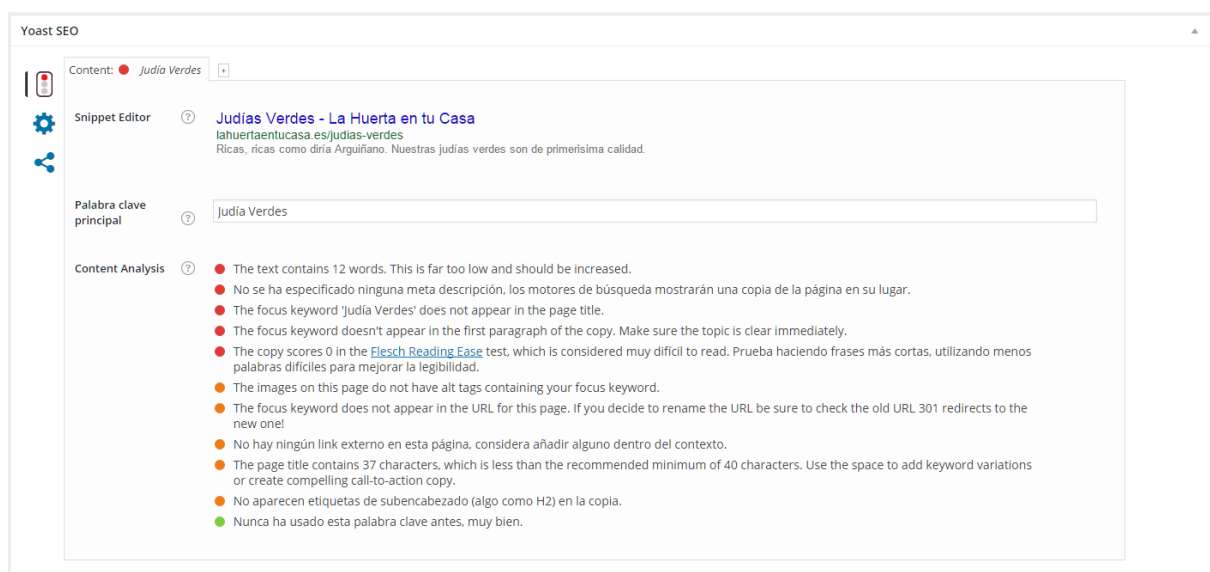 Yoast SEO
Content: Judía Verdes +
Snippet Editor ? Judías Verdes - La Huerta en tu Casa
lahuertaentucasa.es/judias-verdes
Ricas, ricas como diría Arguiñano. Nuestras judías verdes son de primerisima calidad.
Palabra clave
principal ? Judía Verdes
Content Analysis ? The text contains 12 words. This is far too low and should be increased.
No se ha especificado ninguna meta descripción, los motores de búsqueda mostrarán una copia de la página en su lugar.
The focus keyword 'Judía Verdes' does not appear in the page title.
The focus keyword doesn't appear in the first paragraph of the copy. Make sure the topic is clear immediately.
The copy scores 0 in the Flesch Reading Ease test, which is considered muy difícil to read. Prueba haciendo frases más cortas, utilizando menos
palabras difíciles para mejorar la legibilidad.
The images on this page do not have alt tags containing your focus keyword.
The focus keyword does not appear in the URL for this page. If you decide to rename the URL be sure to check the old URL 301 redirects to the
new one!
No hay ningún link externo en esta página, considera añadir alguno dentro del contexto.
The page title contains 37 characters, which is less than the recommended minimum of 40 characters. Use the space to add keyword variations
or create compelling call-to-action copy.
No aparecen etiquetas de subencabezado (algo como H2) en la copia.
Nunca ha usado esta palabra clave antes, muy bien.